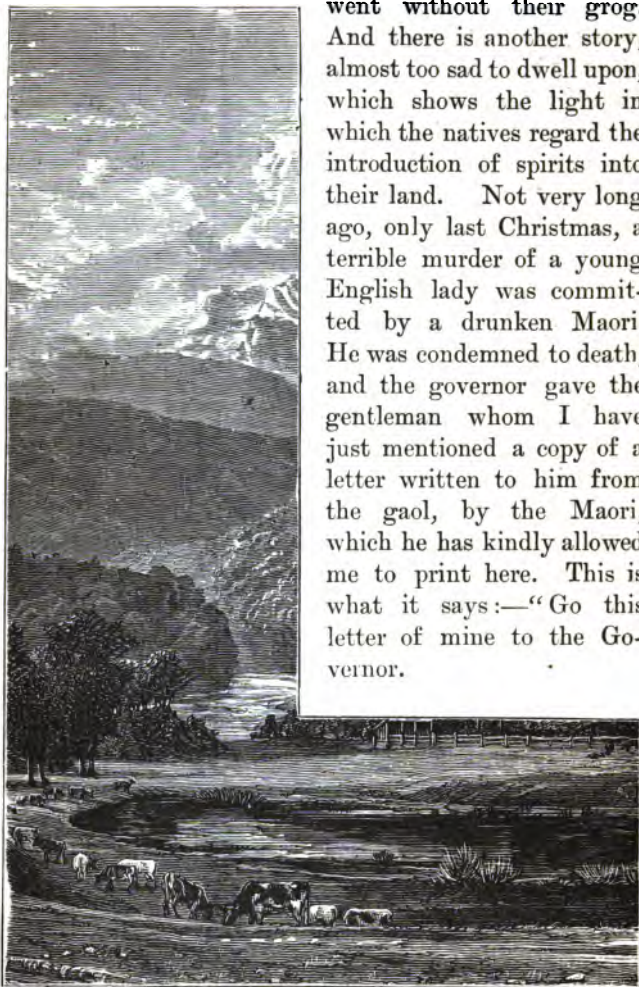 went without their grog.
And there is another story,
almost too sad to dwell upon,
which shows the light in
which the natives regard the
introduction of spirits into
their land. Not very long
ago, only last Christmas, a
terrible murder of a young
English lady was commit-
ted by a drunken Maori
He was condemned to death,
and the governor gave the
gentleman whom I have
just mentioned a copy of a
letter written to him from
the gaol, by the Maori,
which he has kindly allowed
me to print here. This is
what it says:—“Go this
letter of mine to the Go-
vernor.